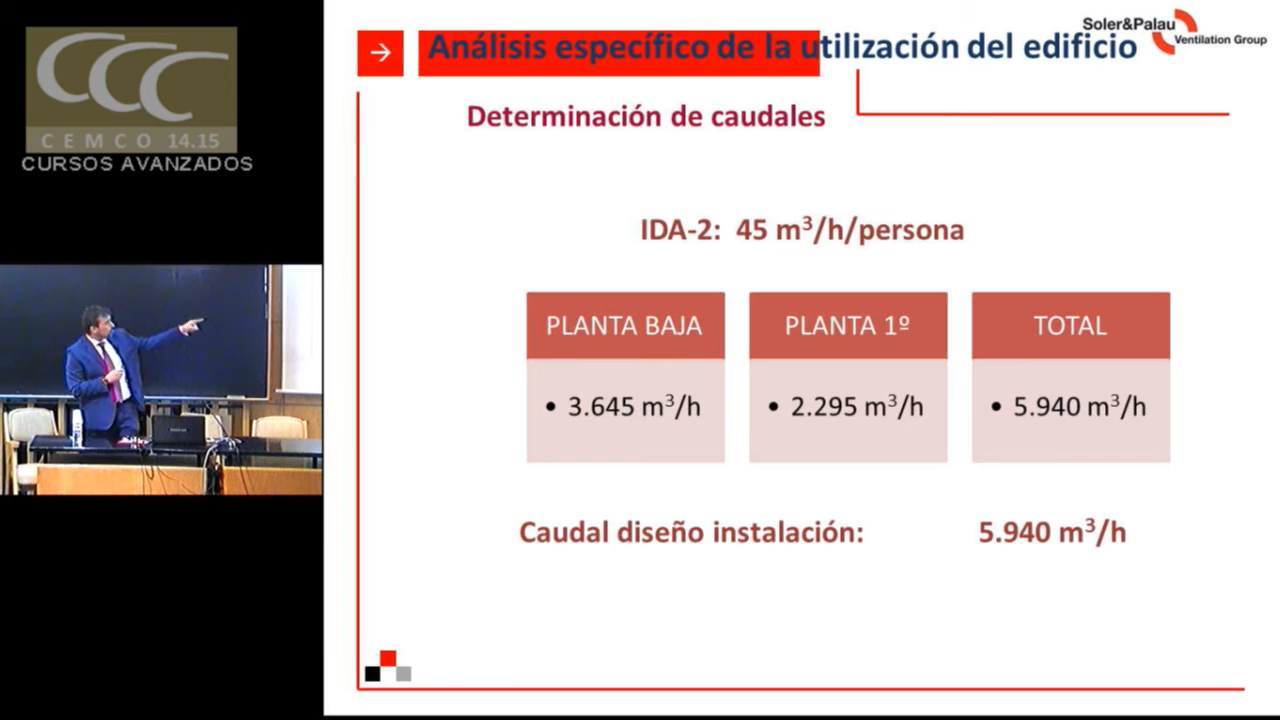 CCC
CEMCO 14.15
CURSOS AVANZADOS
Soler&Palau
Ventilation Group
Análisis específico de la utilización del edificio
Determinación de caudales
IDA-2: 45 m³/h/persona
PLANTA BAJA
PLANTA 1º
TOTAL
• 3.645 m³/h
• 2.295 m³/h
• 5.940 m³/h
Caudal diseño instalación: 5.940 m³/h